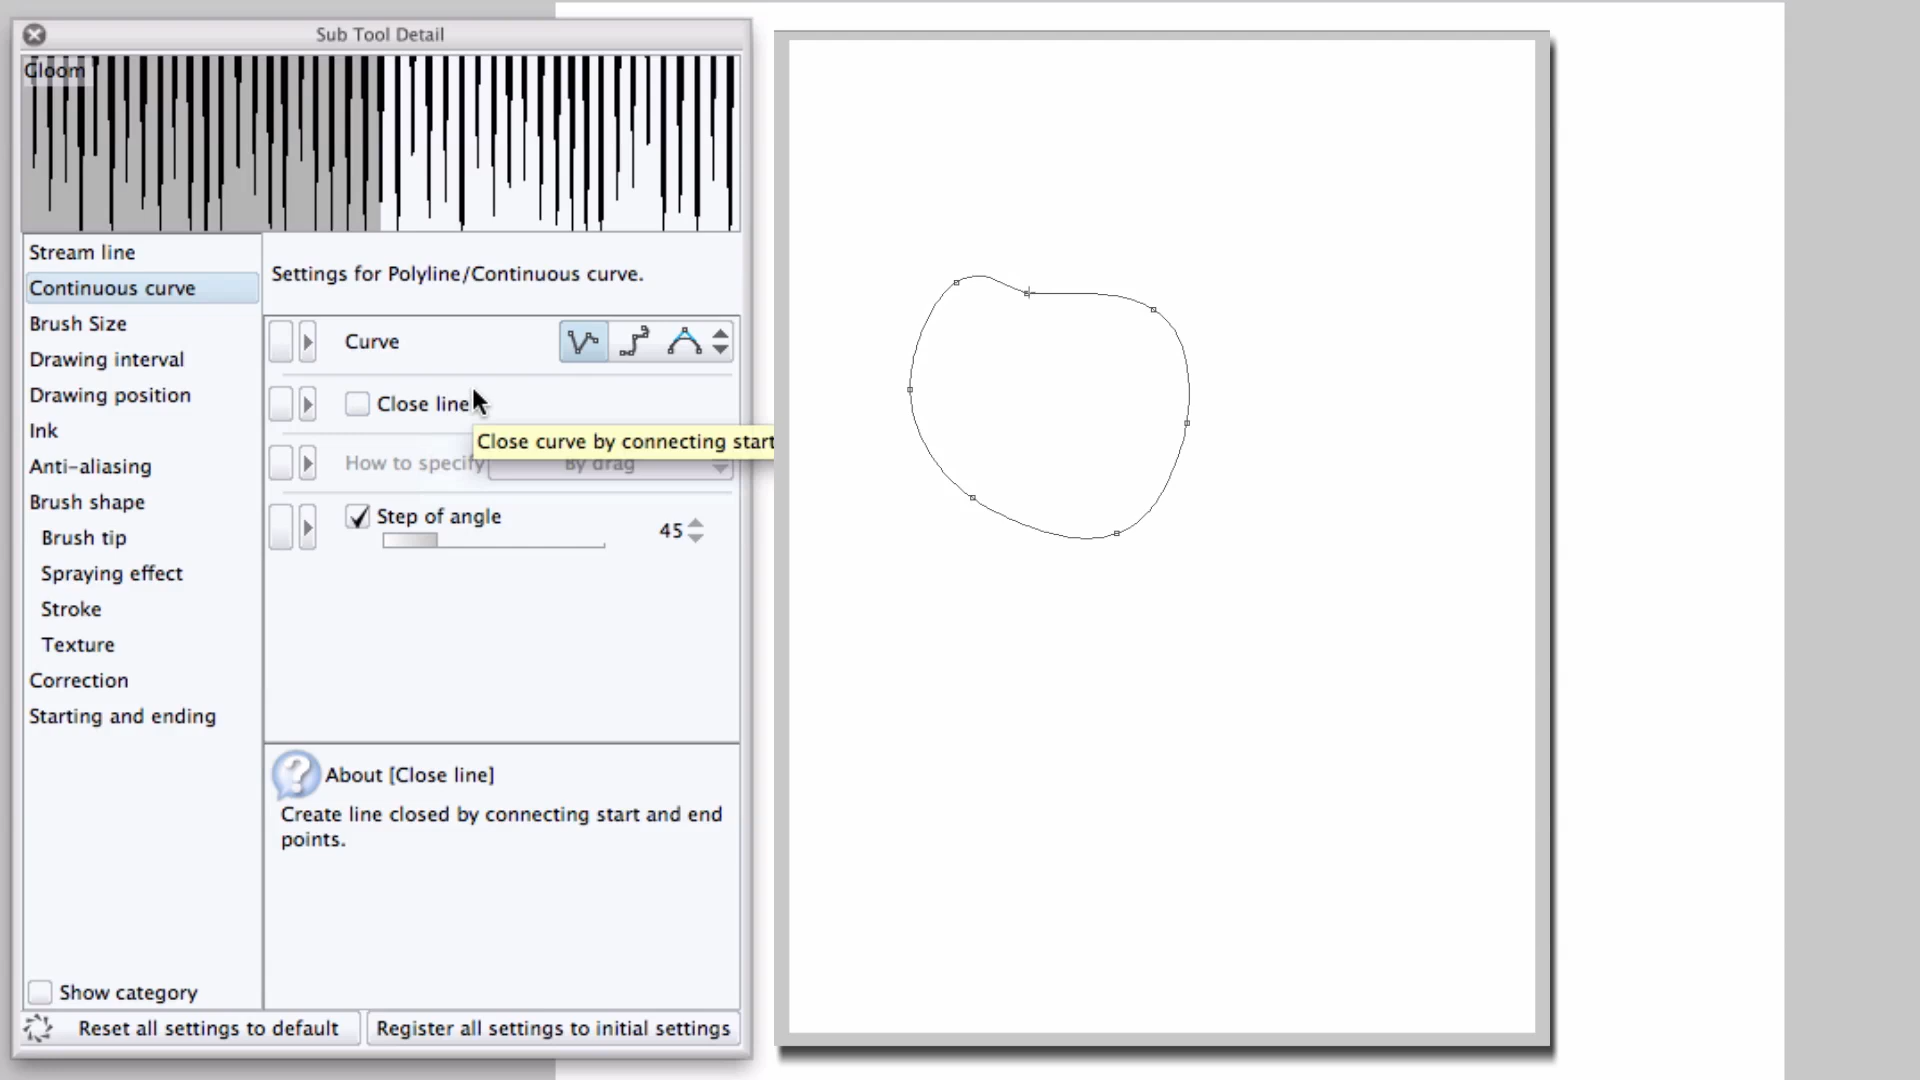 Sub Tool Detail
Gloom
Stream line
Continuous curve
Brush Size
Drawing interval
Drawing position
Ink
Anti-aliasing
Brush shape
Brush tip
Spraying effect
Stroke
Texture
Correction
Starting and ending
Show category
Settings for Polyline/Continuous curve.
Curve
Close line
Close curve by connecting start
How to specify By drag
Step of angle
45
About [Close line]
Create line closed by connecting start and end
points.
Reset all settings to default
Register all settings to initial settings